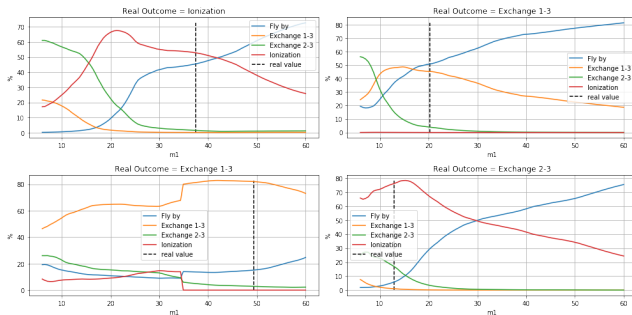 Real Outcome = Ionization
%
70
60
50
40
30
20
10
0
Fly by
Exchange 1-3
Exchange 2-3
Ionization
real value
10 20 30 40 50 60
m1
Real Outcome = Exchange 1-3
%
80
70
60
50
40
30
20
10
0
Fly by
Exchange 1-3
Exchange 2-3
Ionization
real value
10 20 30 40 50 60
m1
Real Outcome = Exchange 1-3
%
80
60
40
20
0
Fly by
Exchange 1-3
Exchange 2-3
Ionization
real value
10 20 30 40 50 60
m1
Real Outcome = Exchange 2-3
%
80
70
60
50
40
30
20
10
0
Fly by
Exchange 1-3
Exchange 2-3
Ionization
real value
10 20 30 40 50 60
m1